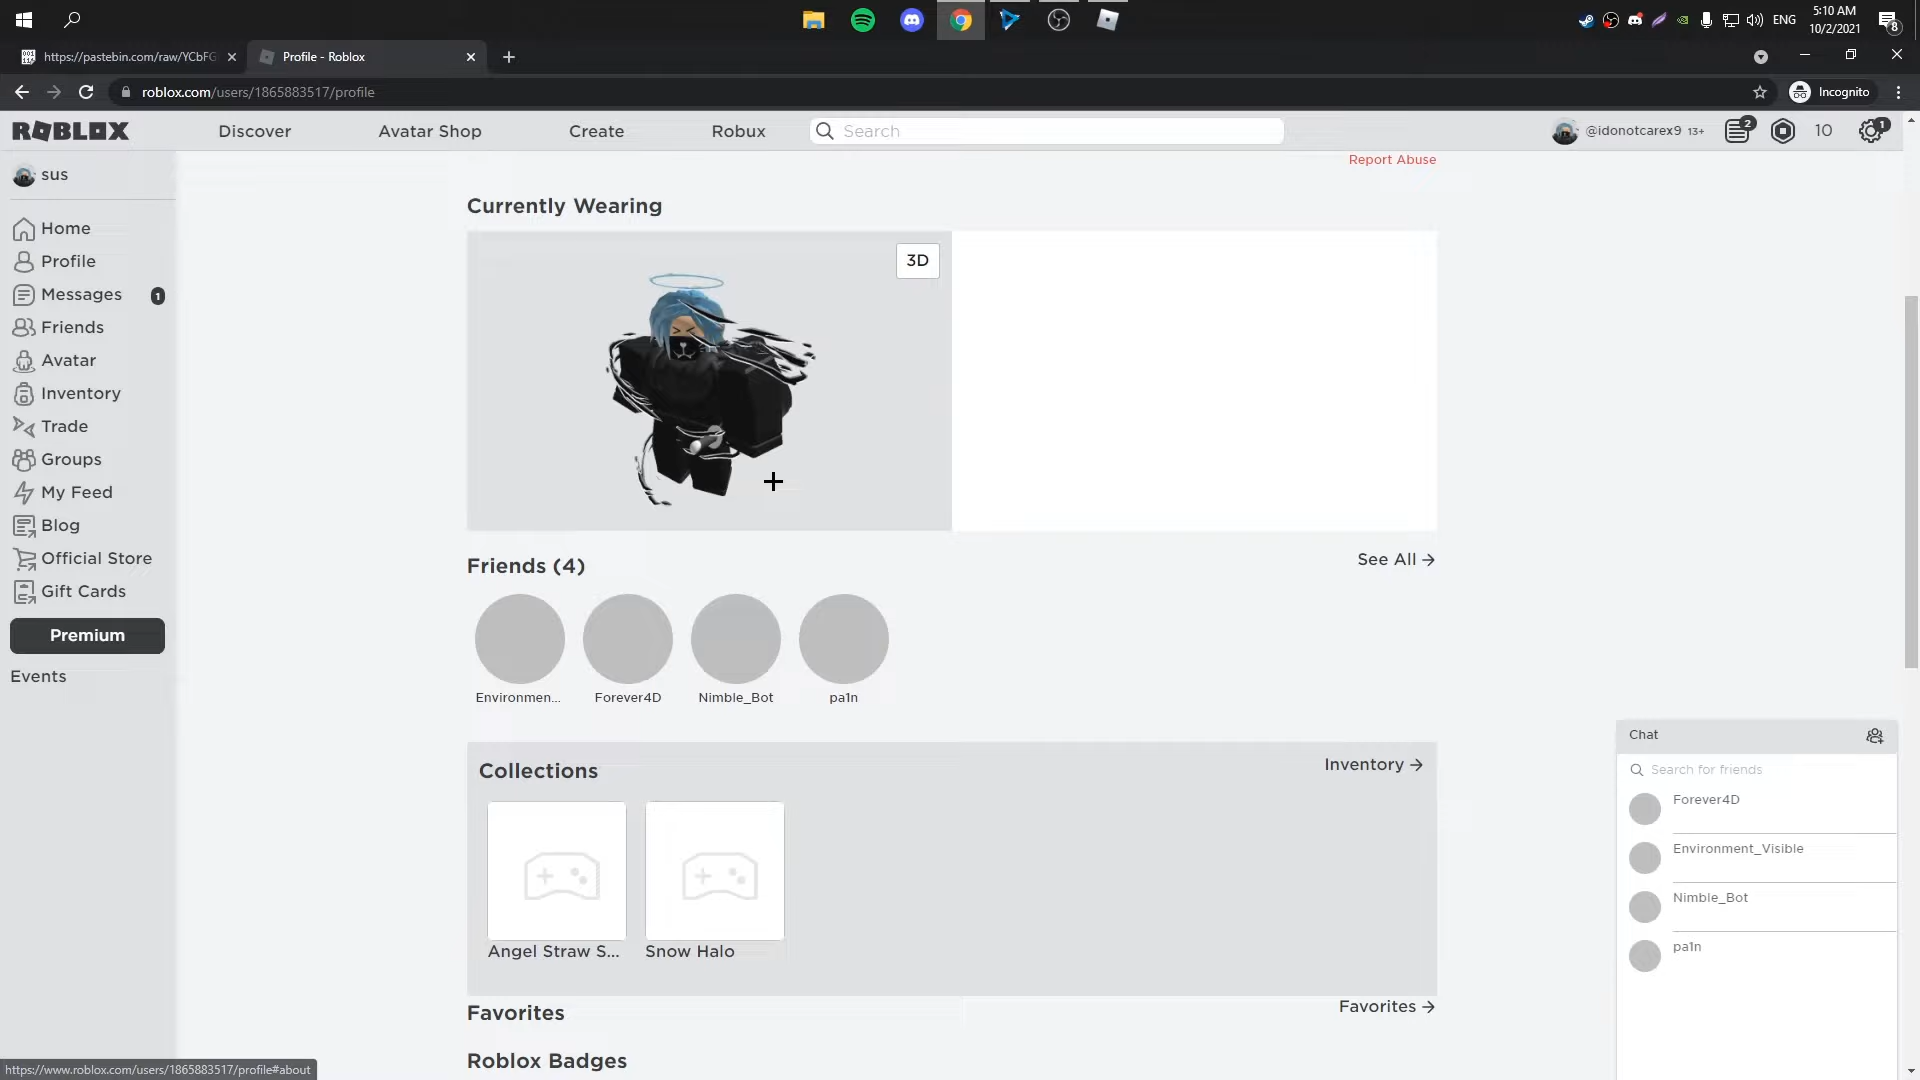 5:10 AM
ENG
10/2/2021
8
https://pastebin.com/raw/YCbFG
Profile - Roblox
roblox.com/users/1865883517/profile
Incognito
ROBLOX
Discover
Avatar Shop
Create
Robux
Search
@idonotcarex9 13+
2
10
1
sus
Report Abuse
Home
Profile
Messages
1
Friends
Avatar
Inventory
Trade
Groups
My Feed
Blog
Official Store
Gift Cards
Premium
Events
Currently Wearing
3D
Friends (4)
See All →
Environmen...
Forever4D
Nimble_Bot
pa1n
Collections
Inventory →
Angel Straw S...
Snow Halo
Favorites
Favorites →
Roblox Badges
Chat
Search for friends
Forever4D
Environment_Visible
Nimble_Bot
pa1n
https://www.roblox.com/users/1865883517/profile#about